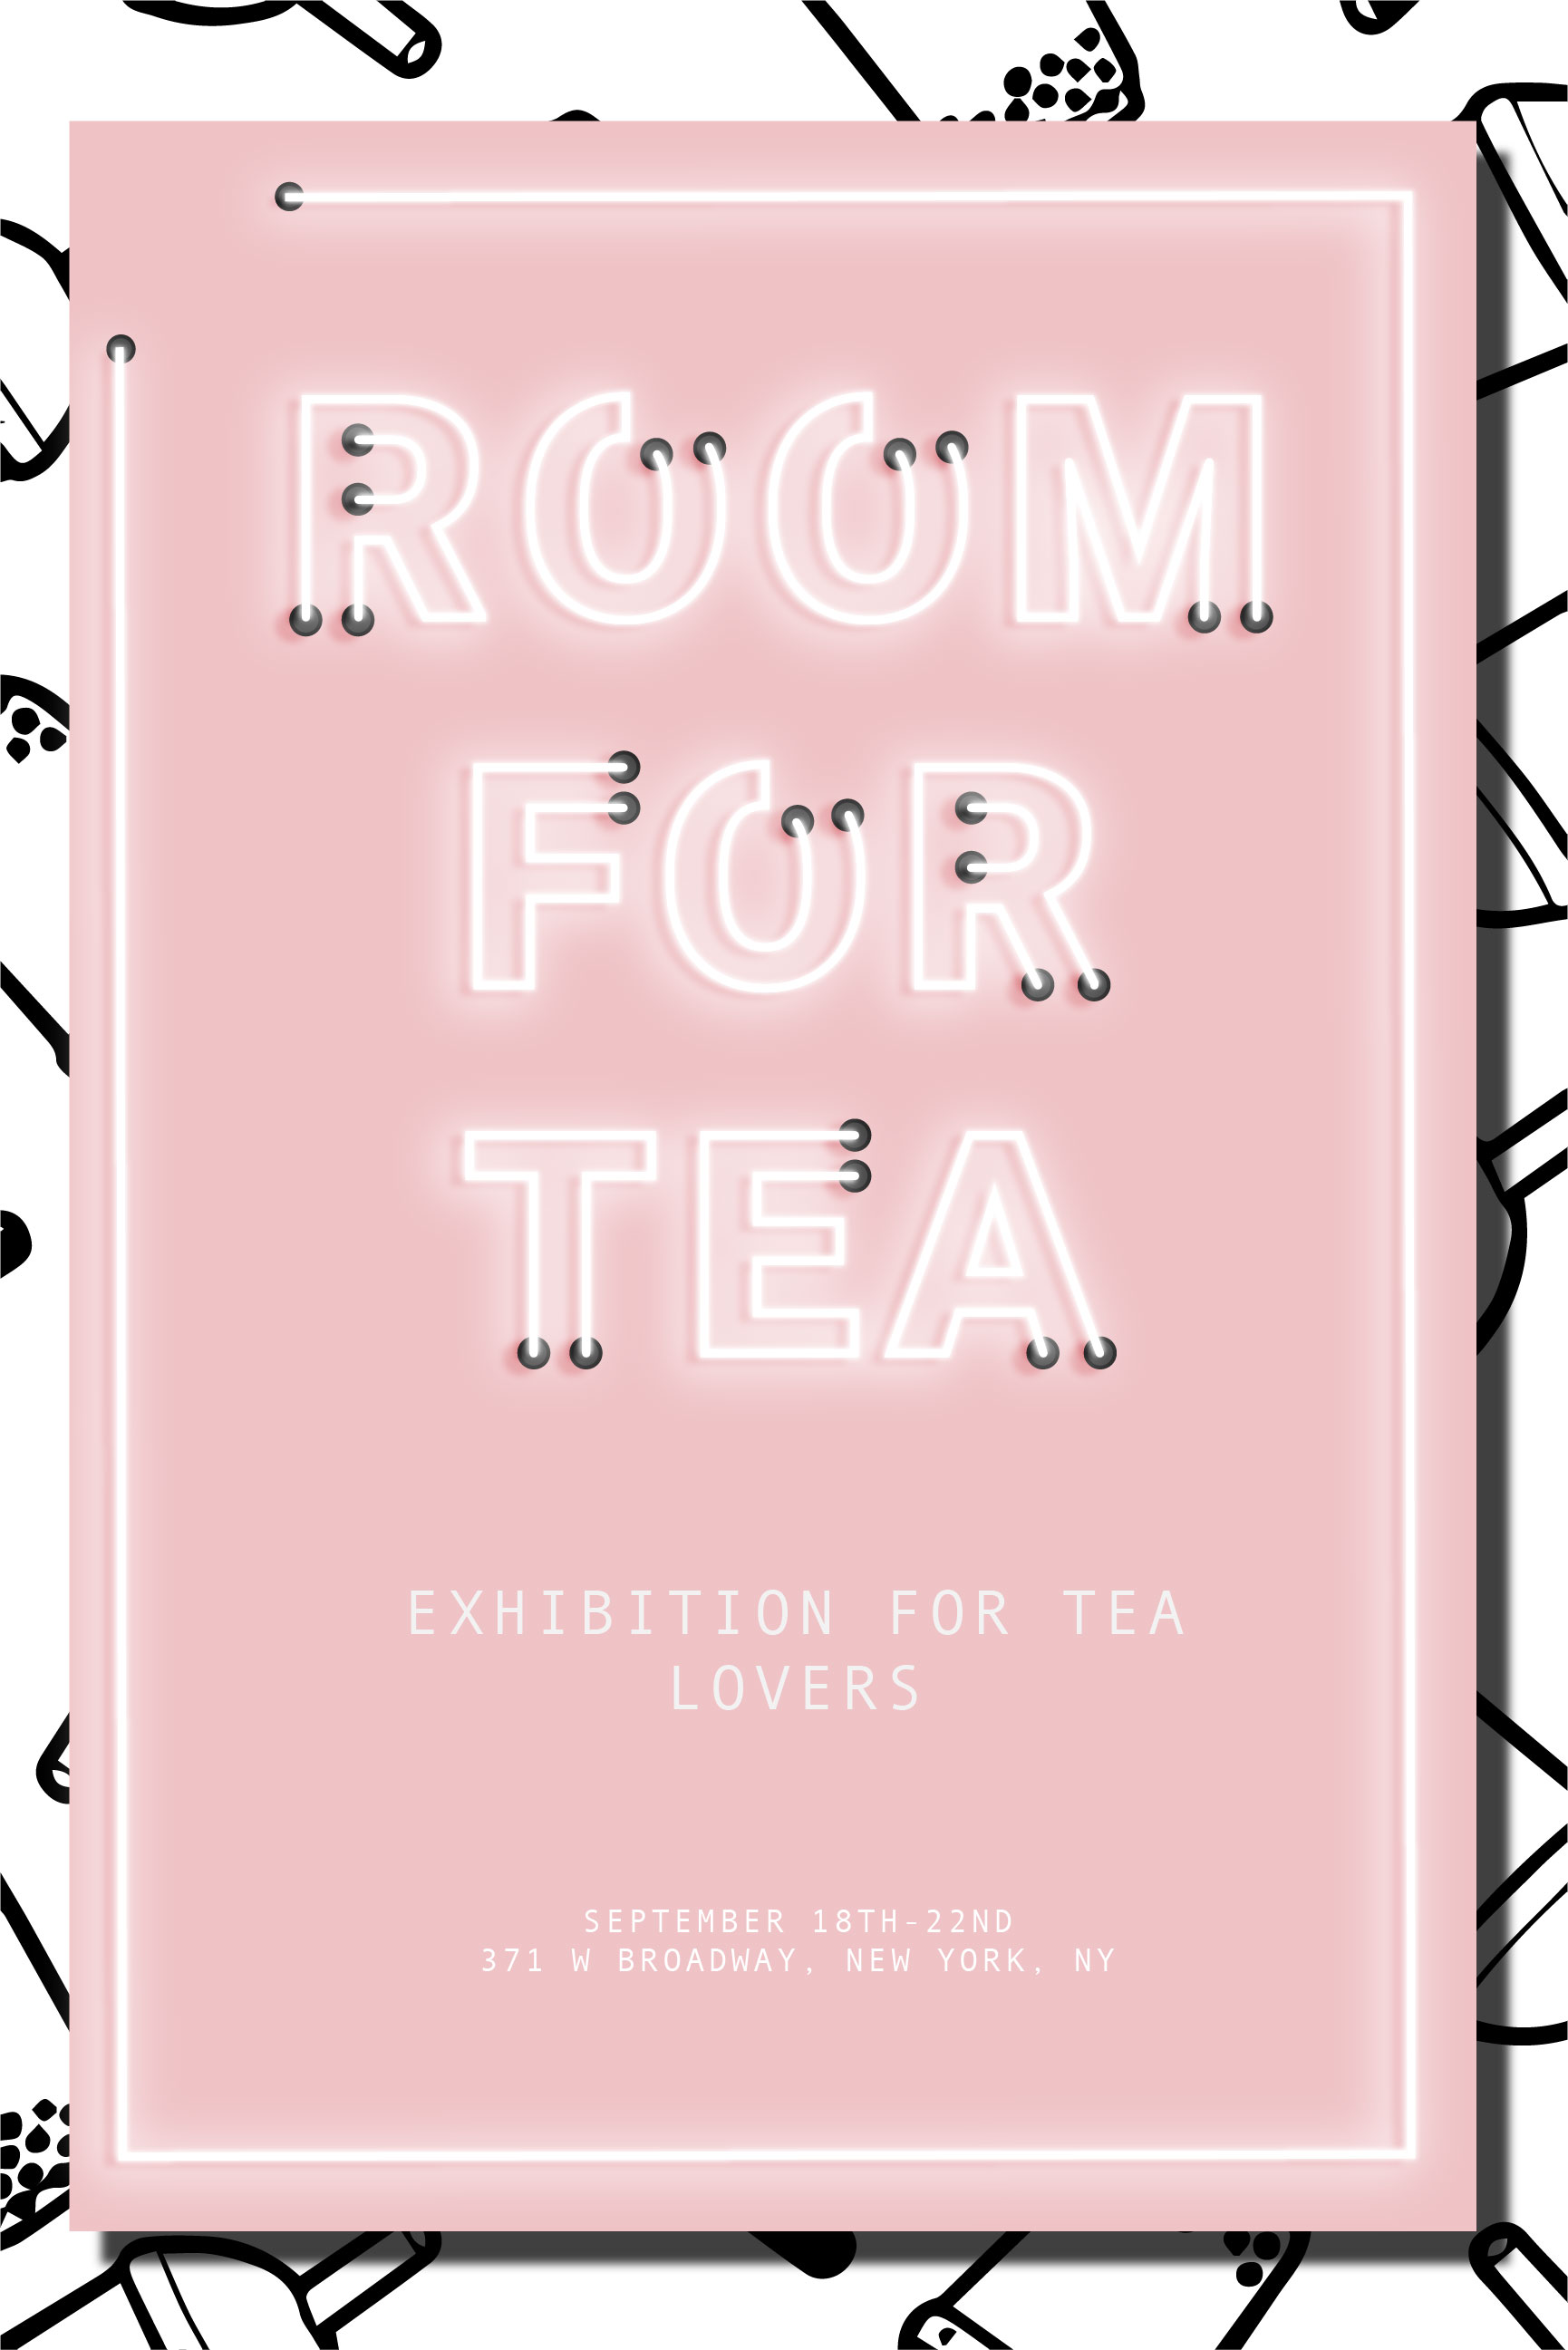 ROOM
FOR
TEA
EXHIBITION FOR TEA
LOVERS
SEPTEMBER 18TH-22ND
371 W BROADWAY, NEW YORK, NY